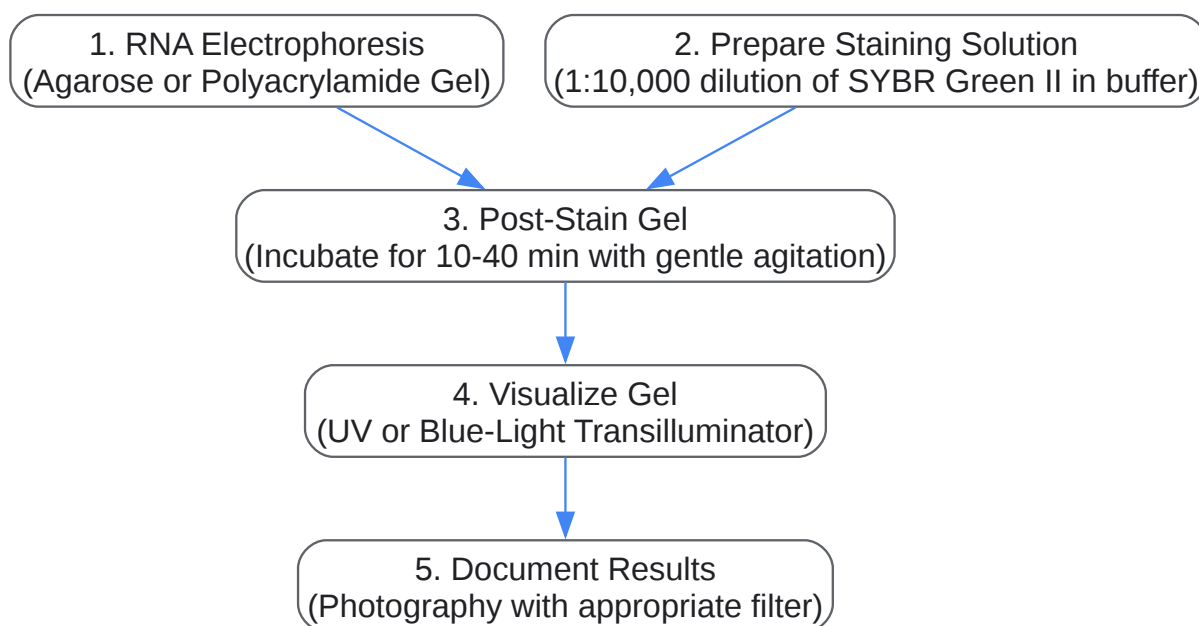 1. RNA Electrophoresis
(Agarose or Polyacrylamide Gel)
2. Prepare Staining Solution
(1:10,000 dilution of SYBR Green II in buffer)
3. Post-Stain Gel
(Incubate for 10-40 min with gentle agitation)
4. Visualize Gel
(UV or Blue-Light Transilluminator)
5. Document Results
(Photography with appropriate filter)